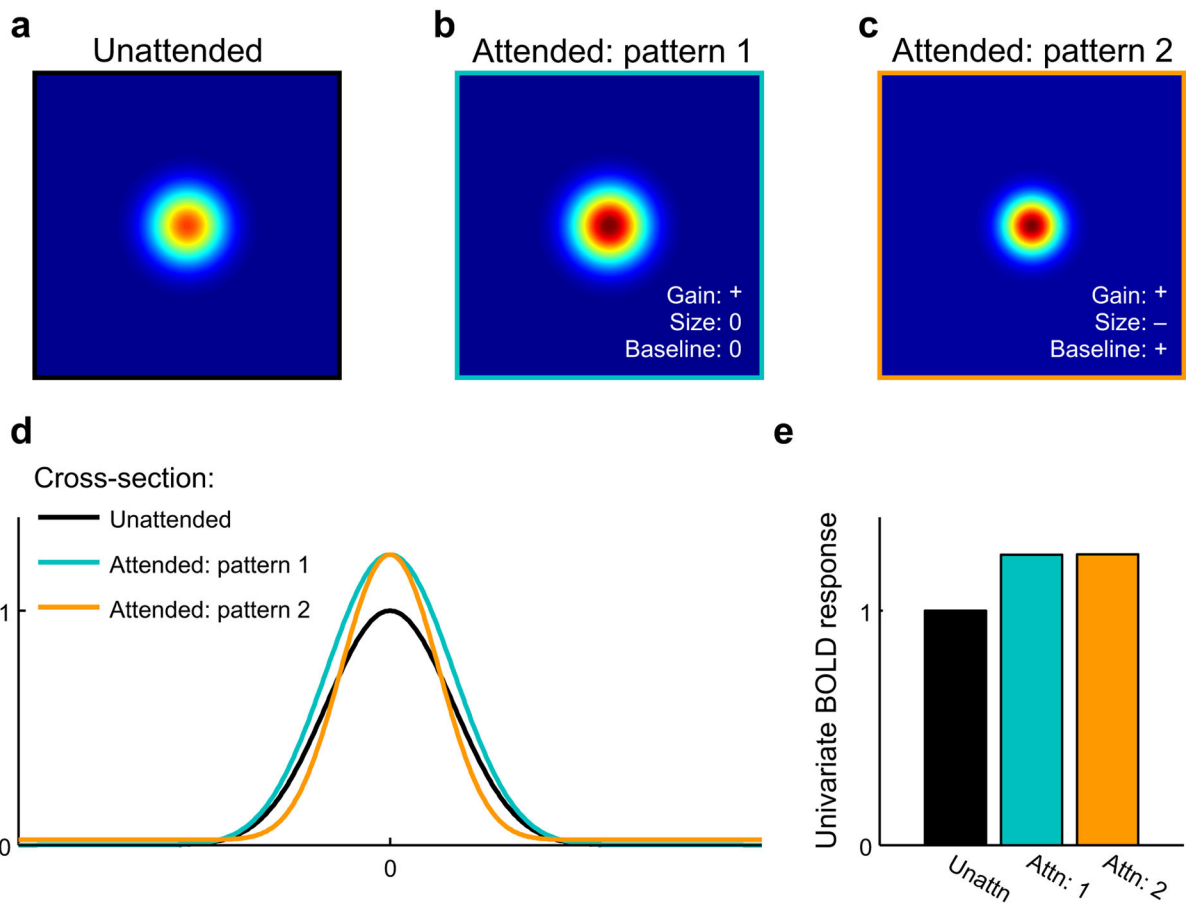 a
Unattended
b
Attended: pattern 1
Gain: +
Size: 0
Baseline: 0
c
Attended: pattern 2
Gain: +
Size: –
Baseline: +
d
Cross-section:
Unattended
Attended: pattern 1
Attended: pattern 2
1
0
0
e
Univariate BOLD response
1
0
Unattn
Attn: 1
Attn: 2